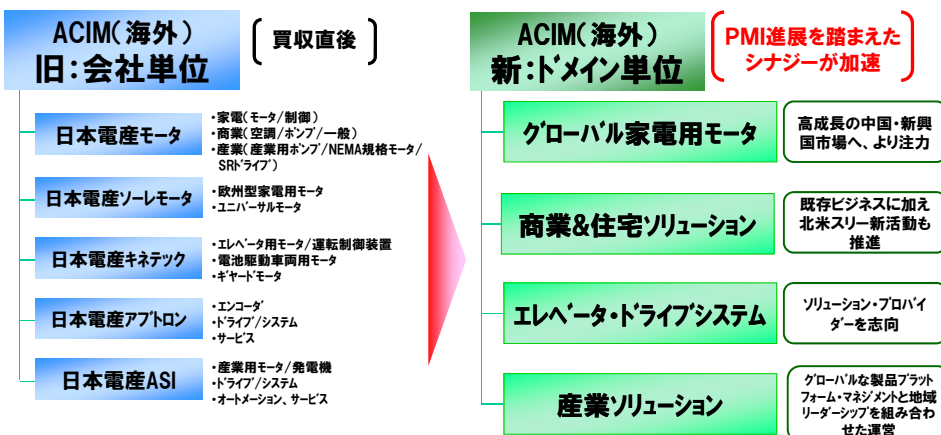 ACIM(海外)
旧:会社単位
買収直後
日本電産モータ
・家電(モータ/制御)
・商業(空調/ポンプ/一般)
・産業(産業用ポンプ/NEMA規格モータ/
SRドライブ)
日本電産ソーレモータ
・欧州型家電用モータ
・ユニバーサルモータ
日本電産キネテック
・エレベータ用モータ/運転制御装置
・電池駆動車両用モータ
・ギヤードモータ
日本電産アブトロン
・エンコーダ
・ドライブ/システム
・サービス
日本電産ASI
・産業用モータ/発電機
・ドライブ/システム
・オートメーション、サービス
ACIM(海外)
新:ドメイン単位
PMI進展を踏まえた
シナジーが加速
グローバル家電用モータ
高成長の中国・新興
国市場へ、より注力
商業&住宅ソリューション
既存ビジネスに加え
北米スリー新活動も
推進
エレベータ・ドライブシステム
ソリューション・プロバイ
ダーを志向
産業ソリューション
グローバルな製品プラット
フォーム・マネジメントと地域
リーダーシップを組み合わ
せた運営